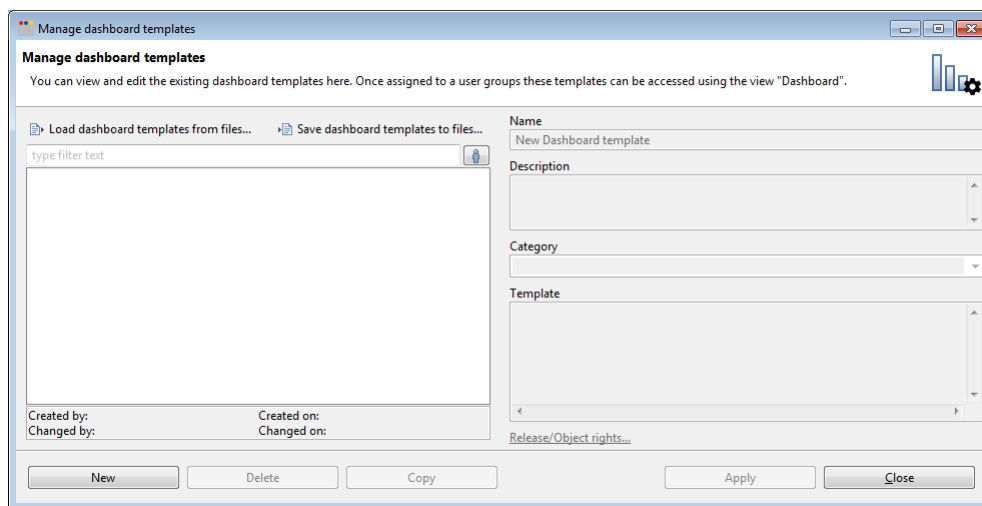 Manage dashboard templates
Manage dashboard templates
You can view and edit the existing dashboard templates here. Once assigned to a user groups these templates can be accessed using the view "Dashboard".
Load dashboard templates from files... Save dashboard templates to files...
type filter text
Created by: Created on:
Changed by: Changed on:
Name
New Dashboard template
Description
Category
Template
Release/Object rights...
New Delete Copy Apply Close